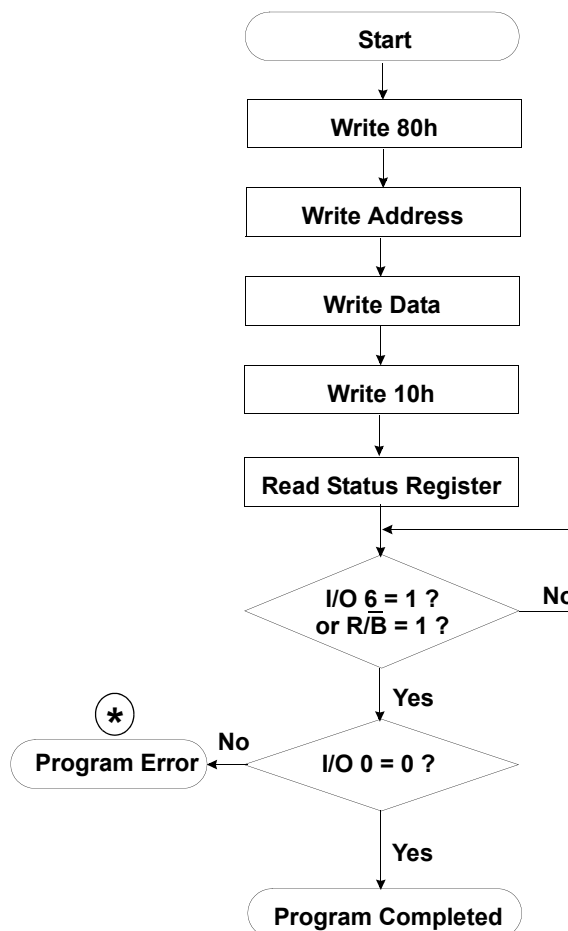 Start
Write 80h
Write Address
Write Data
Write 10h
Read Status Register
I/O 6 = 1 ?
or R/B̅ = 1 ?
No
Yes
*
No
Program Error
I/O 0 = 0 ?
Yes
Program Completed